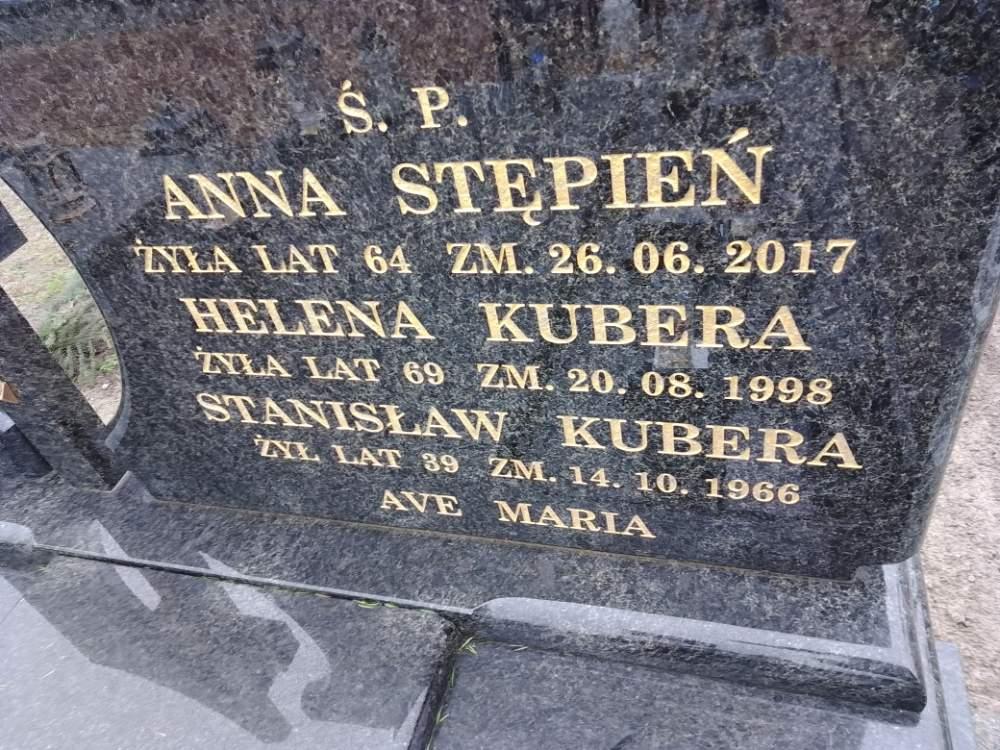 Ś. P.
ANNA STĘPIEŃ
ŻYŁA LAT 64 ZM. 26. 06. 2017
HELENA KUBERA
ŻYŁA LAT 69 ZM. 20. 08. 1998
STANISŁAW KUBERA
ŻYŁ LAT 39 ZM. 14. 10. 1966
AVE MARIA